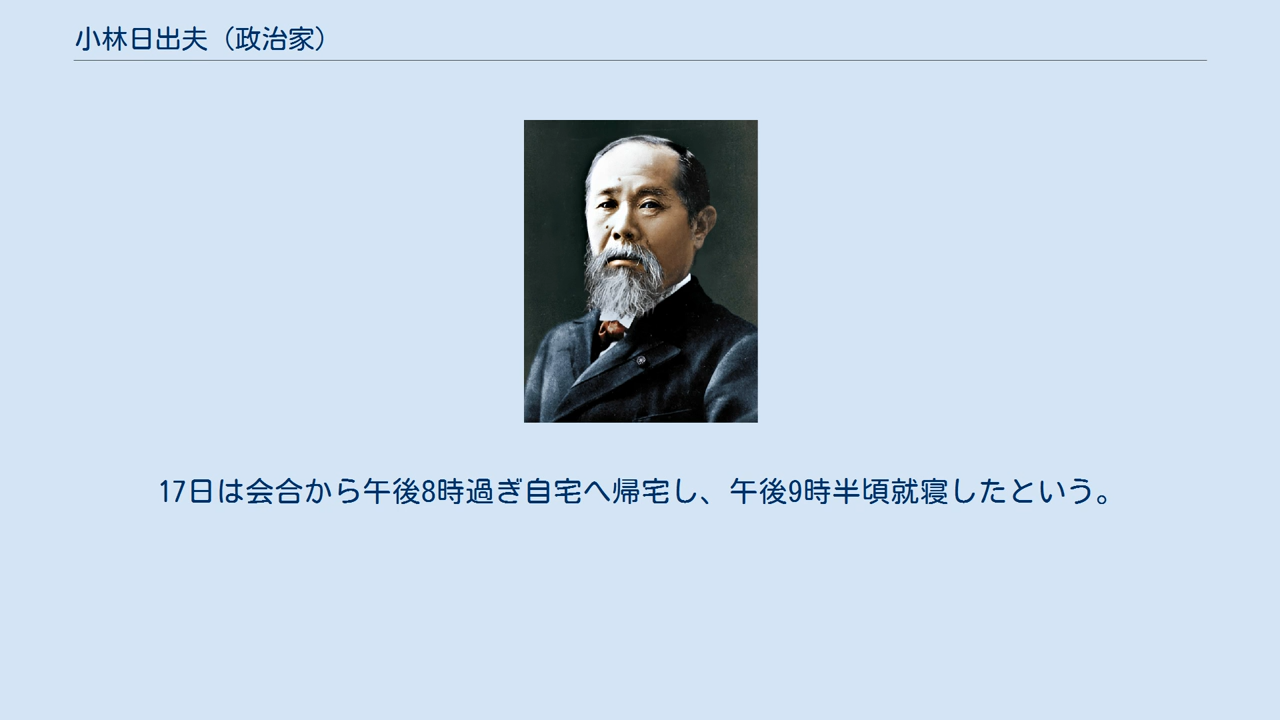 小林日出夫（政治家）
17日は会合から午後8時過ぎ自宅へ帰宅し、午後9時半頃就寝したという。